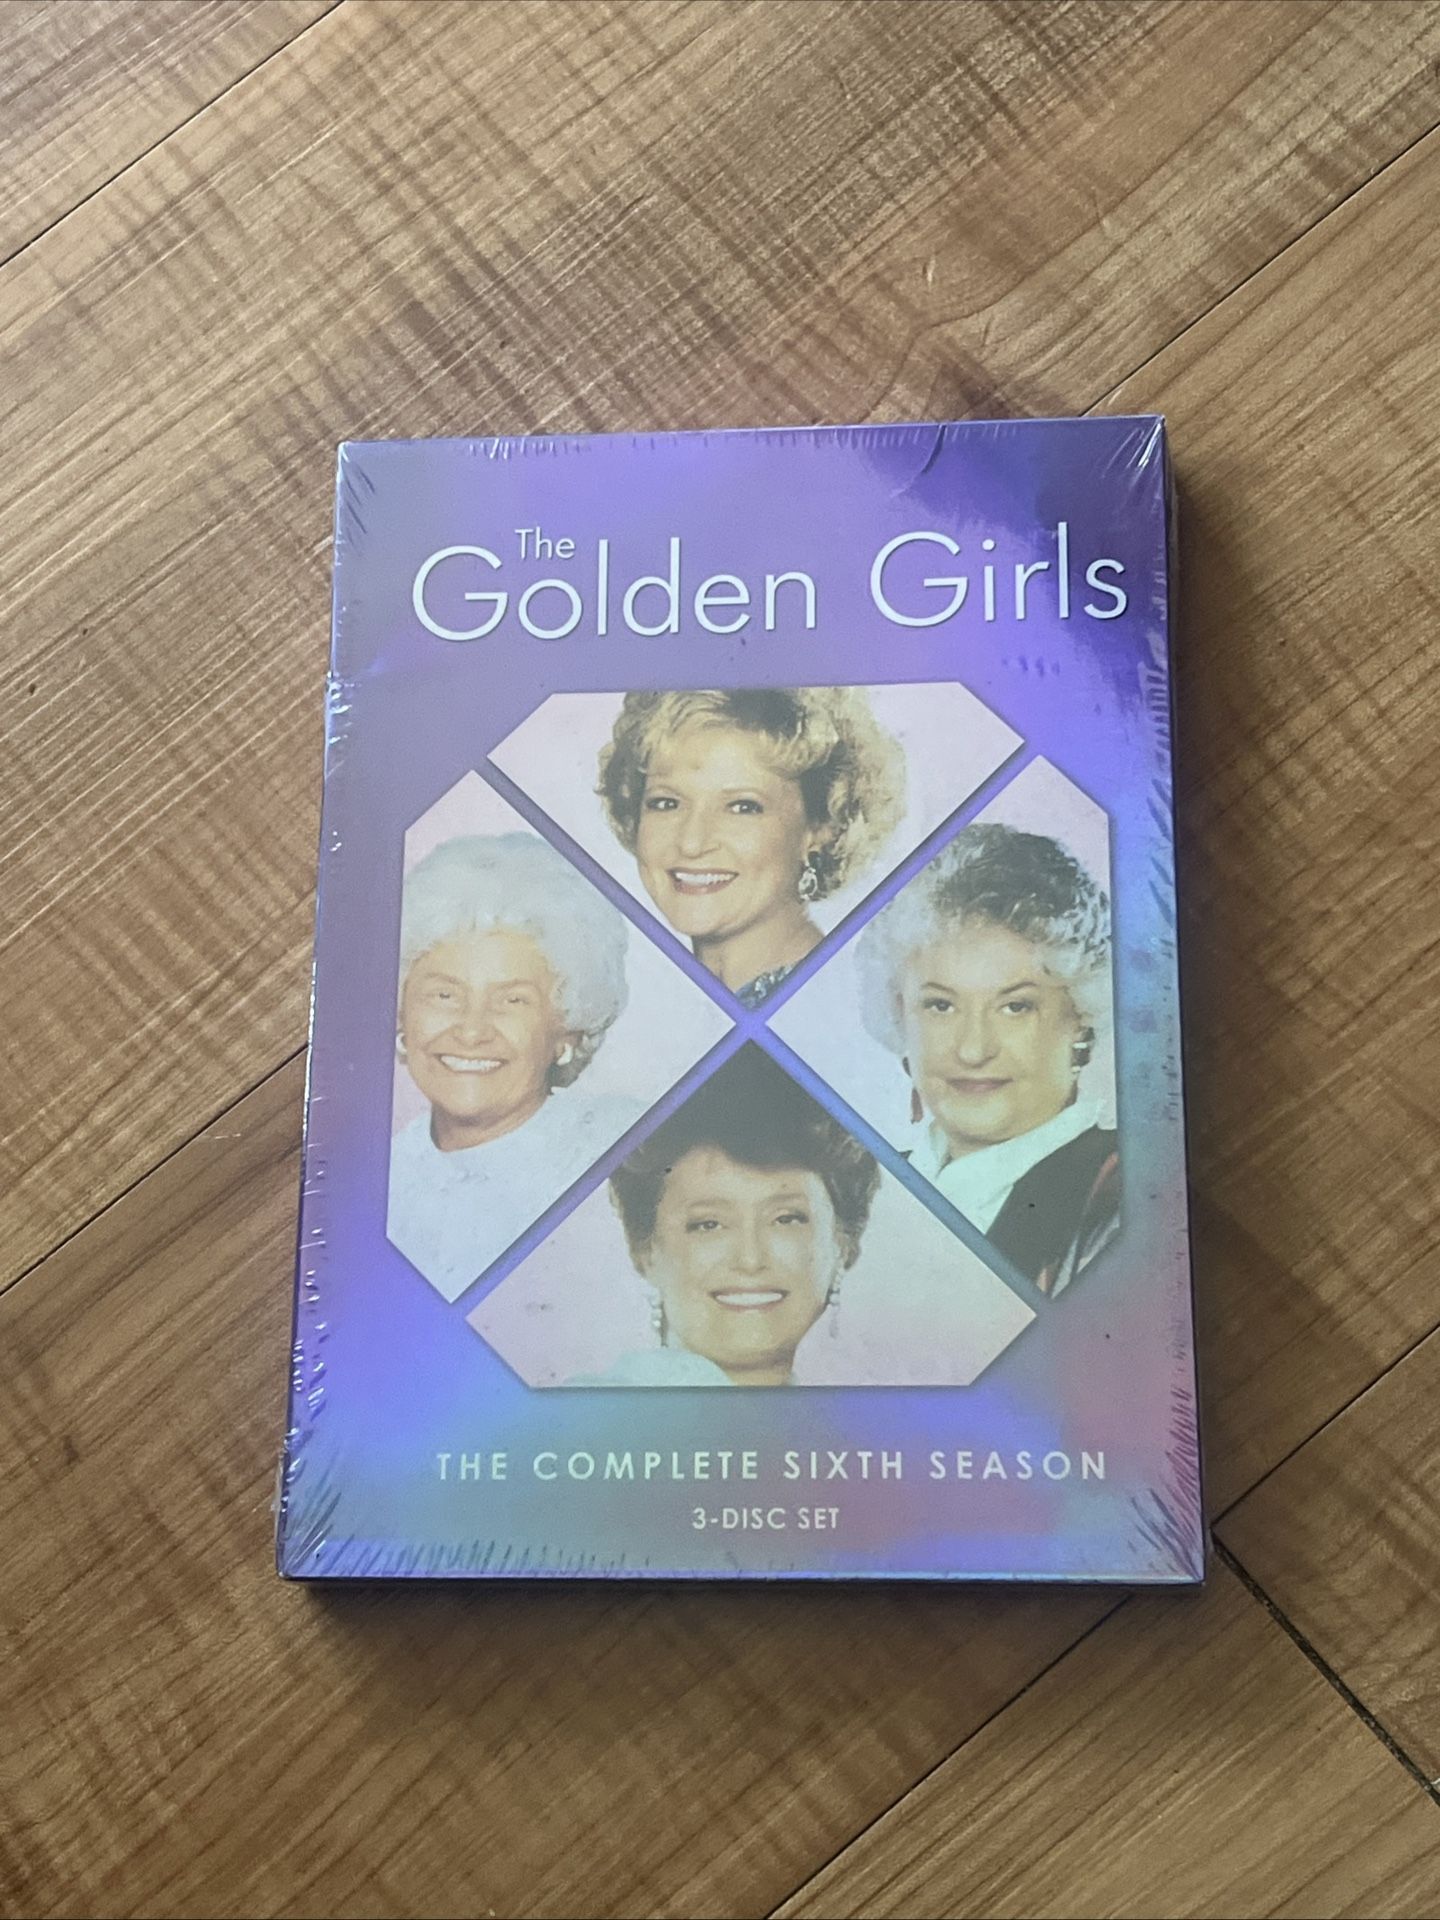 The
Golden Girls
THE COMPLETE SIXTH SEASON
3-DISC SET